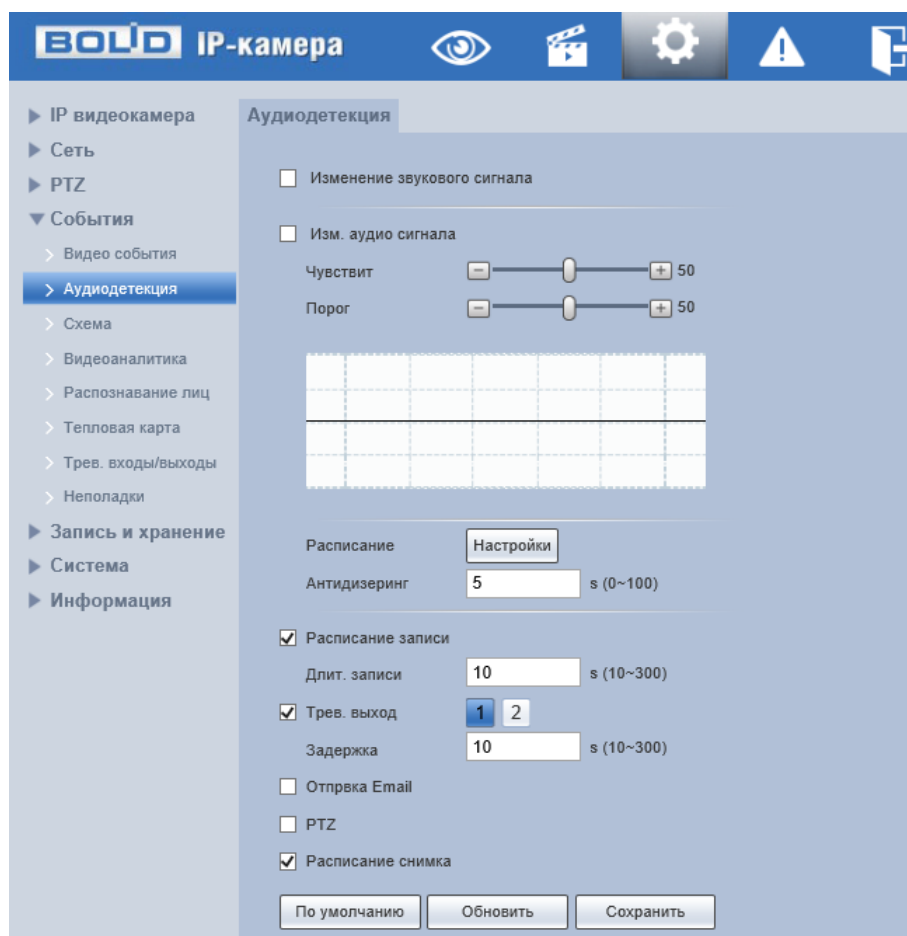 BOLID IP-камера
IP видеокамера
Сеть
PTZ
События
Видео события
Аудиодетекция
Схема
Видеоаналитика
Распознавание лиц
Тепловая карта
Трев. входы/выходы
Неполадки
Запись и хранение
Система
Информация
Аудиодетекция
Изменение звукового сигнала
Изм. аудио сигнала
Чувствит 50
Порог 50
Расписание Настройки
Антидизеринг 5 s (0~100)
Расписание записи
Длит. записи 10 s (10~300)
Трев. выход 1 2
Задержка 10 s (10~300)
Отпрвка Email
PTZ
Расписание снимка
По умолчанию Обновить Сохранить